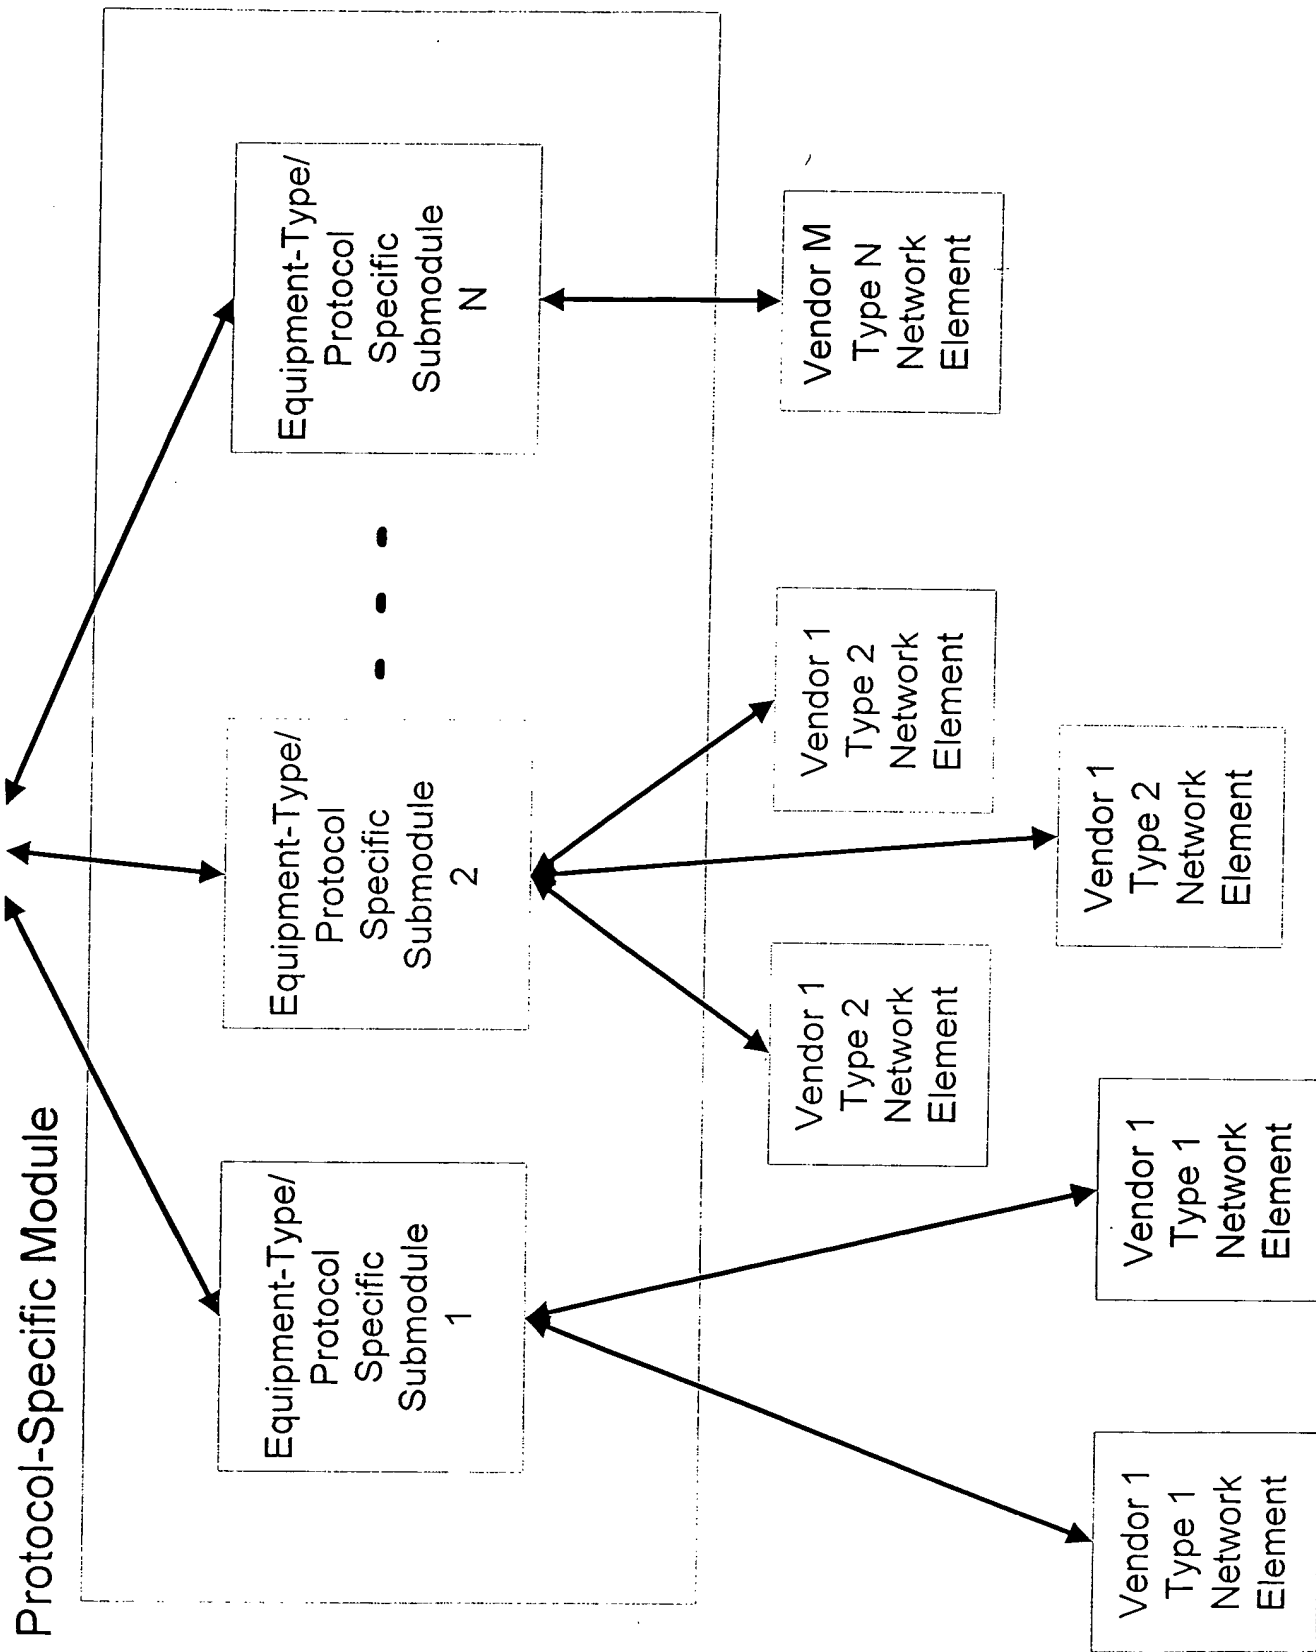 Protocol-Specific Module
Equipment-Type/
Protocol
Specific
Submodule
1
Equipment-Type/
Protocol
Specific
Submodule
2
Equipment-Type/
Protocol
Specific
Submodule
N
Vendor 1
Type 1
Network
Element
Vendor 1
Type 1
Network
Element
Vendor 1
Type 2
Network
Element
Vendor 1
Type 2
Network
Element
Vendor 1
Type 2
Network
Element
Vendor M
Type N
Network
Element